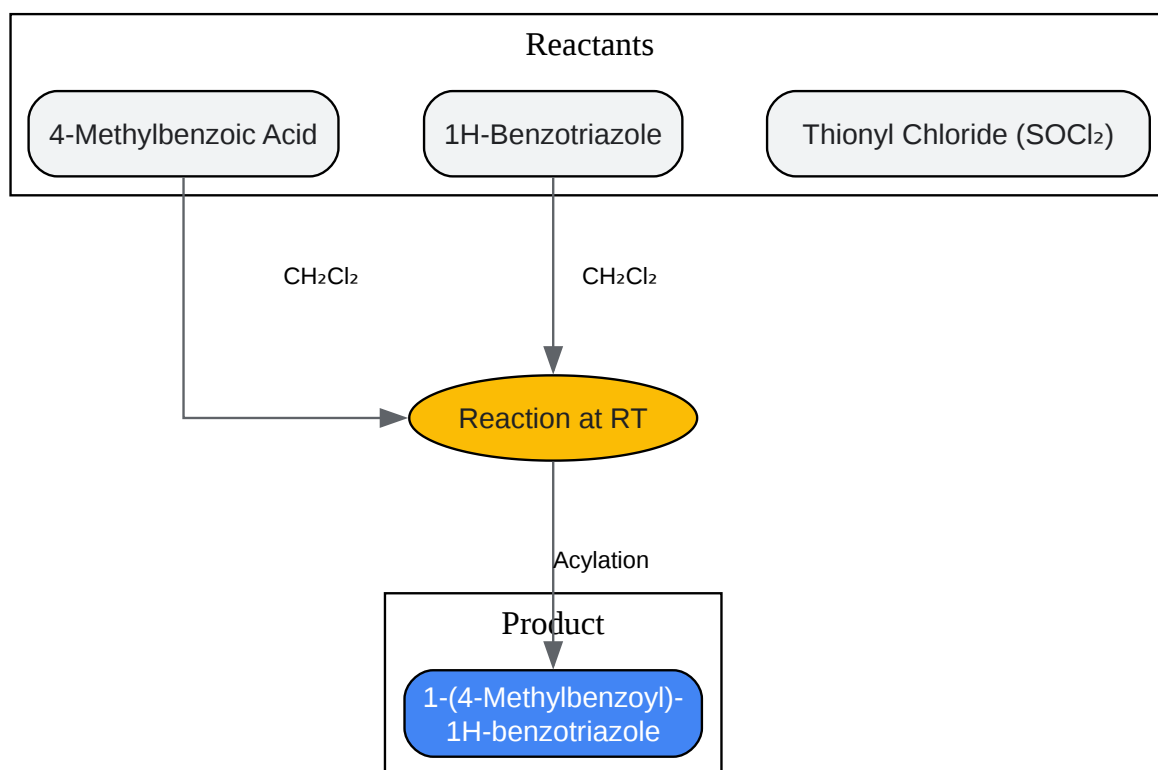 Reactants
4-Methylbenzoic Acid
1H-Benzotriazole
Thionyl Chloride (SOCl₂)
CH₂Cl₂
CH₂Cl₂
Reaction at RT
Acylation
Product
1-(4-Methylbenzoyl)-
1H-benzotriazole